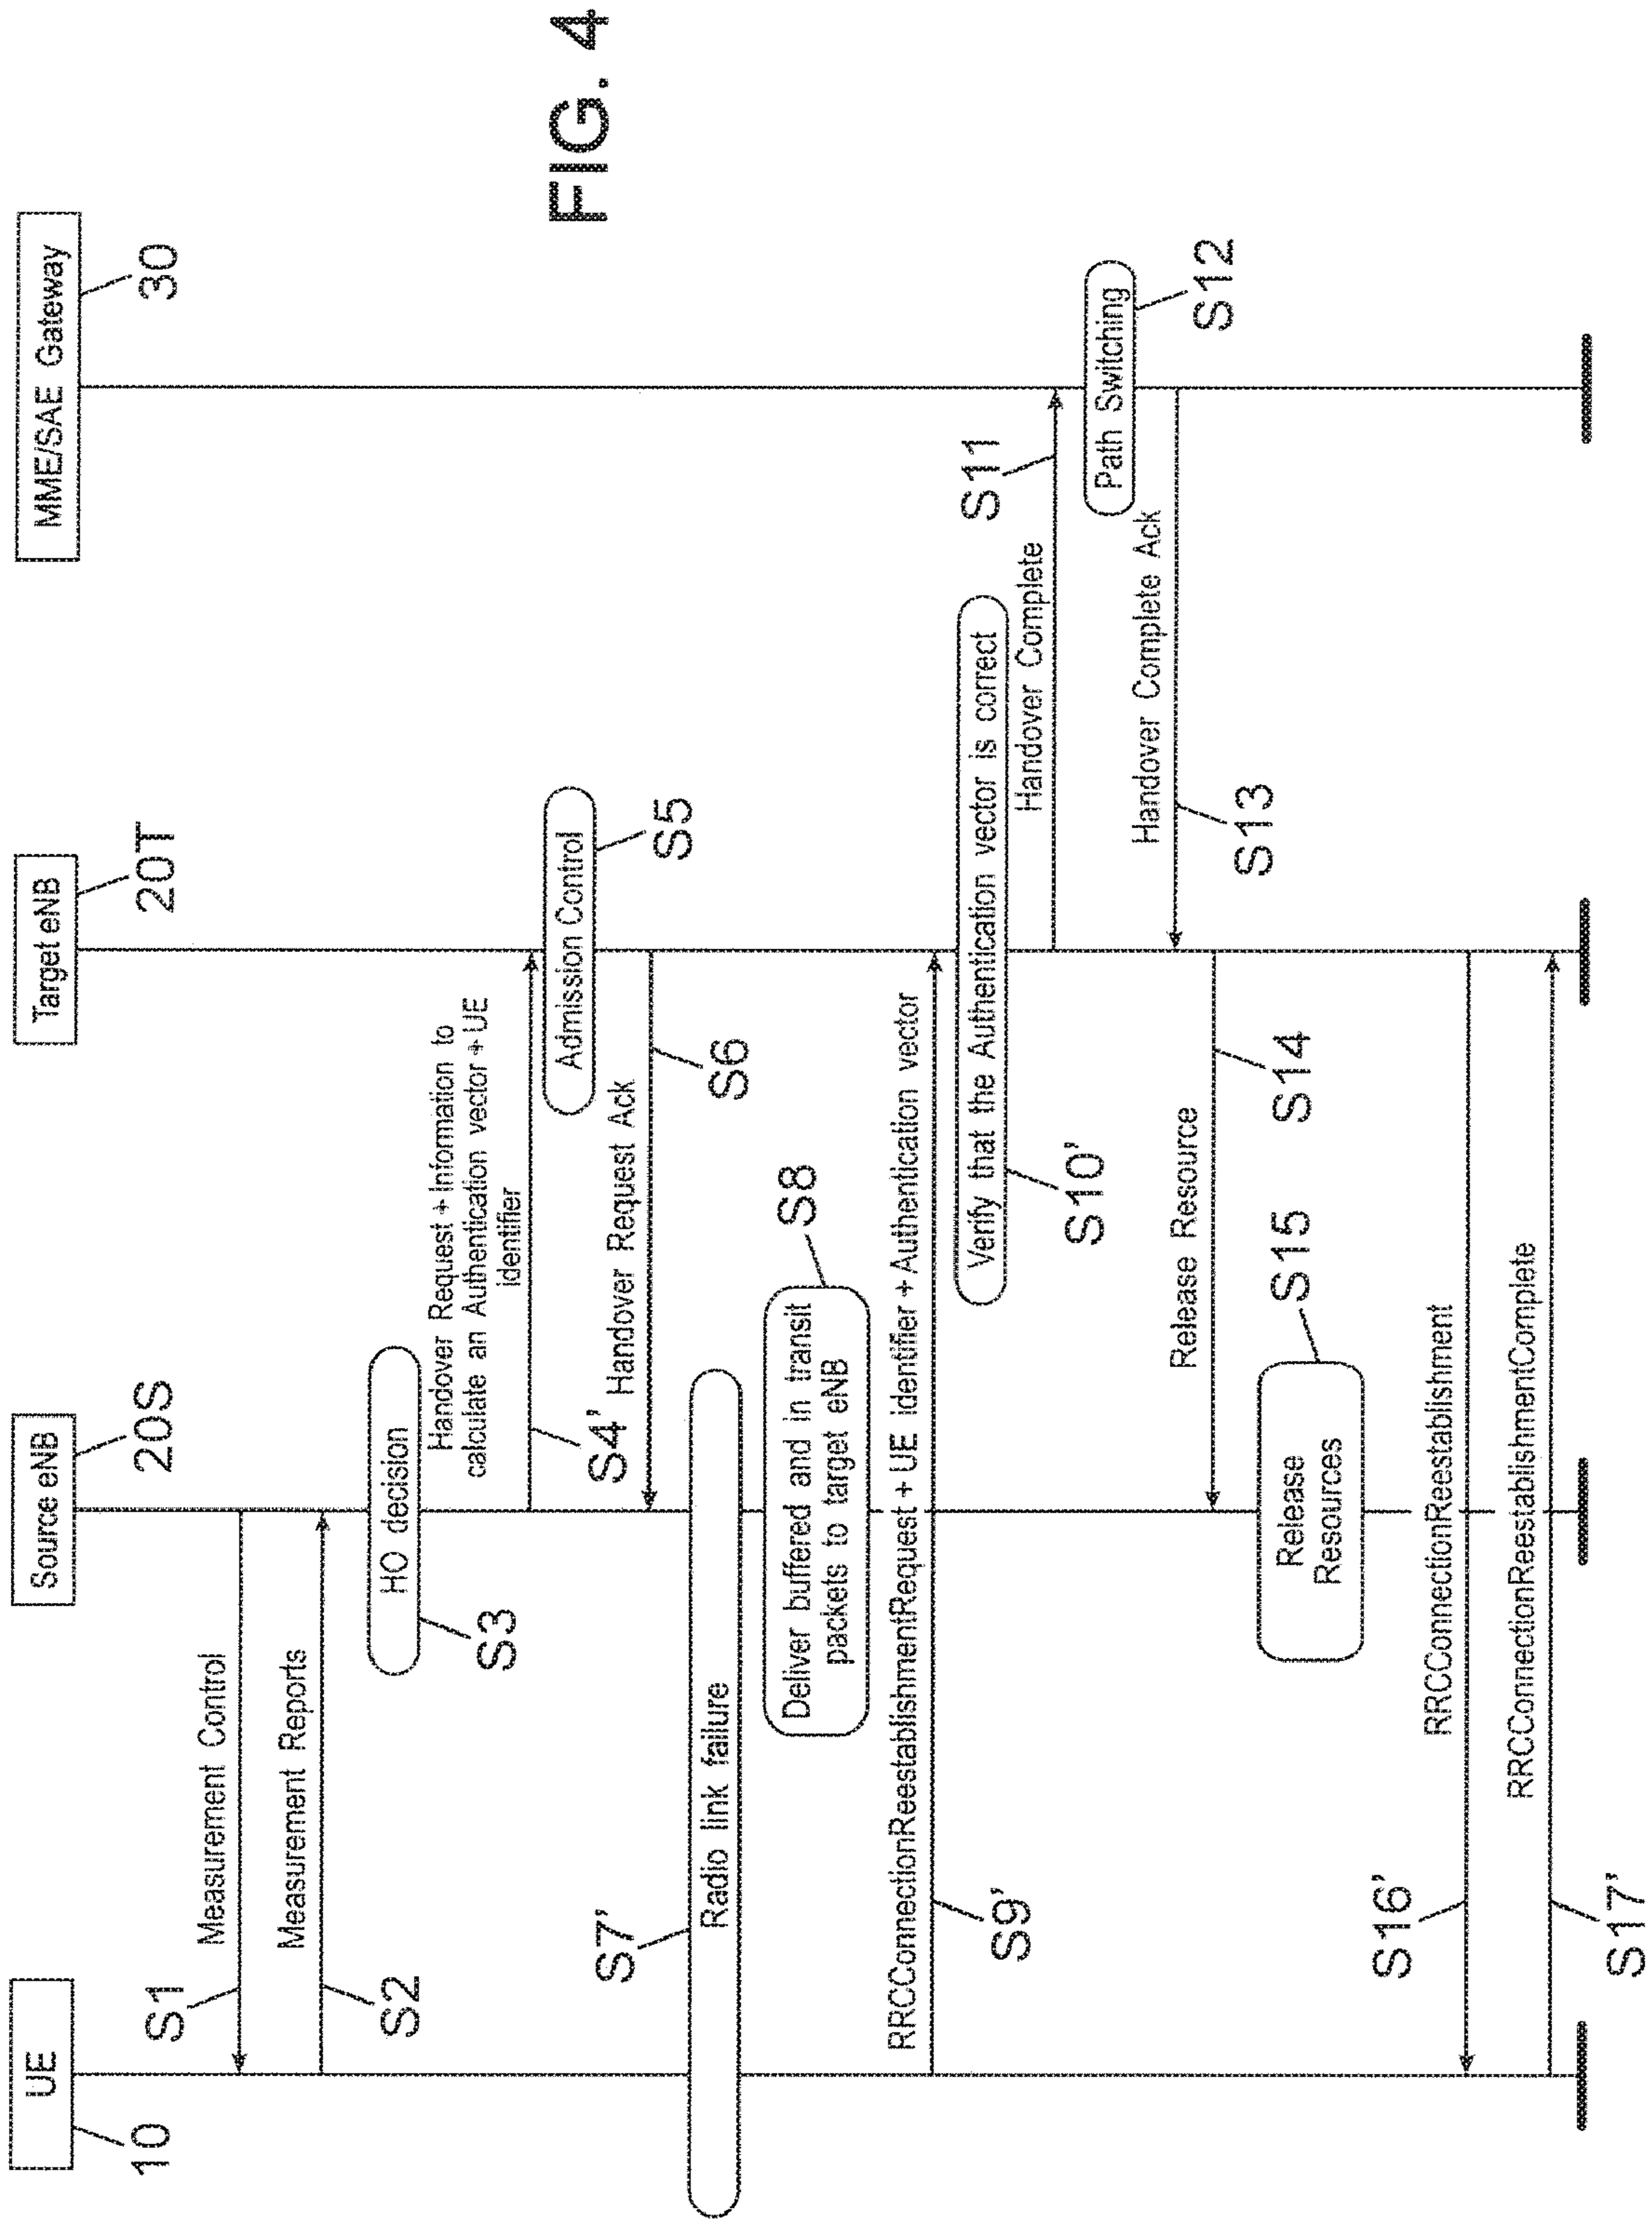 UE
10
Source eNB
20S
Target eNB
20T
MME/SAE Gateway
30
S1
Measurement Control
Measurement Reports
S2
HO decision
S3
Handover Request + Information to
calculate an Authentication vector + UE
identifier
S4'
Admission Control
S5
Handover Request Ack
S6
S7'
Radio link failure
Deliver buffered and in transit
packets to target eNB
S8
RRCConnectionReestablishmentRequest + UE identifier + Authentication vector
S9'
Verify that the Authentication vector is correct
S10'
Handover Complete
S11
Path Switching
S12
Handover Complete Ack
S13
Release Resource
S14
Release
Resources
S15
RRCConnectionReestablishment
S16'
RRCConnectionReestablishmentComplete
S17'
FIG. 4